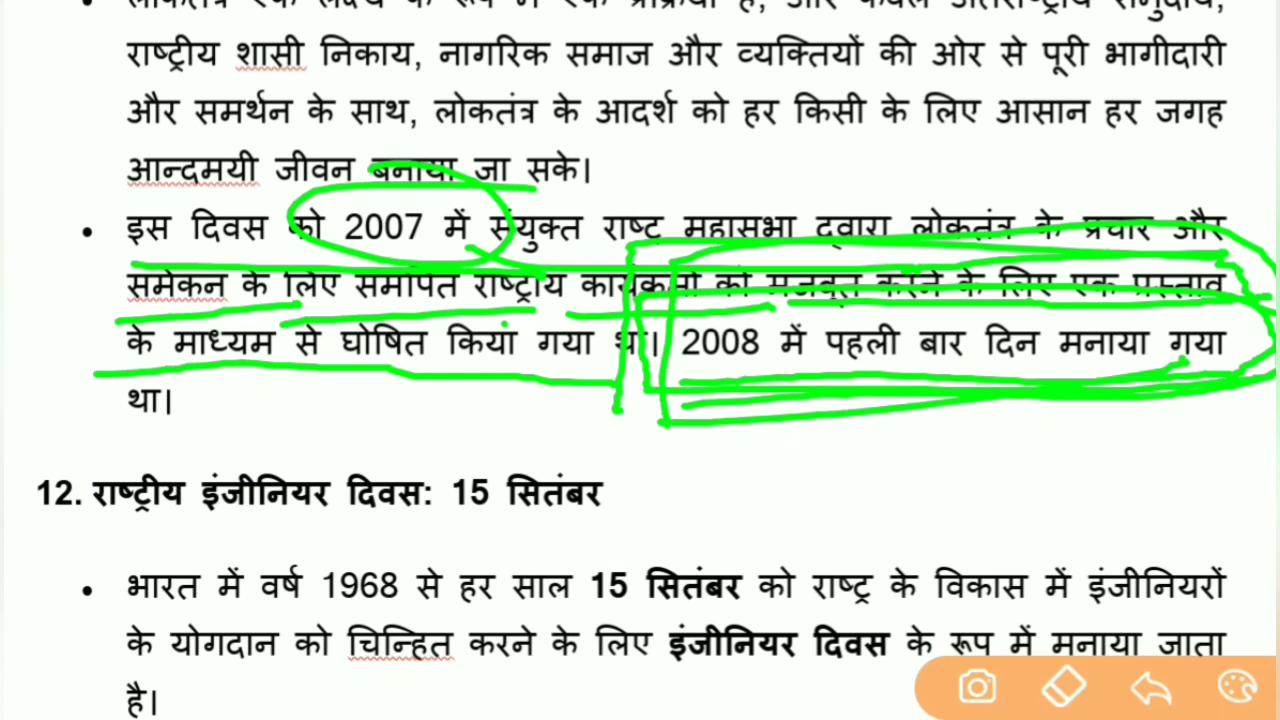 राष्ट्रीय शासी निकाय, नागरिक समाज और व्यक्तियों की ओर से पूरी भागीदारी
और समर्थन के साथ, लोकतंत्र के आदर्श को हर किसी के लिए आसान हर जगह
आन्दमयी जीवन बनाया जा सके।
• इस दिवस को 2007 में संयुक्त राष्ट्र महासभा द्वारा लोकतंत्र के प्रचार और
समेकन के लिए समर्पित राष्ट्रीय कार्यक्रमों को मजबूत करने के लिए एक प्रस्ताव
के माध्यम से घोषित किया गया था। 2008 में पहली बार दिन मनाया गया
था।
12. राष्ट्रीय इंजीनियर दिवस: 15 सितंबर
• भारत में वर्ष 1968 से हर साल 15 सितंबर को राष्ट्र के विकास में इंजीनियरों
के योगदान को चिन्हित करने के लिए इंजीनियर दिवस के रूप में मनाया जाता
है।